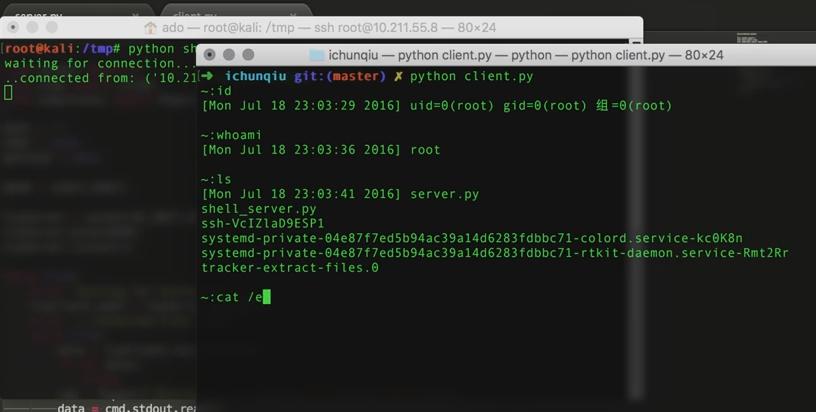 server.py
client.py
ado — root@kali: /tmp — ssh root@10.211.55.8 — 80×24
[root@kali:/tmp# python sh
waiting for connection...
..connected from: ('10.21
ichunqiu — python client.py — python — python client.py — 80×24
➜ ichunqiu git:(master) ✗ python client.py
~:id
[Mon Jul 18 23:03:29 2016] uid=0(root) gid=0(root) 组=0(root)
~:whoami
[Mon Jul 18 23:03:36 2016] root
~:ls
[Mon Jul 18 23:03:41 2016] server.py
shell_server.py
ssh-VcIZlaD9ESP1
systemd-private-04e87f7ed5b94ac39a14d6283fdbbc71-colord.service-kc0K8n
systemd-private-04e87f7ed5b94ac39a14d6283fdbbc71-rtkit-daemon.service-Rmt2Rr
tracker-extract-files.0
~:cat /e
data = cmd.stdout.rea